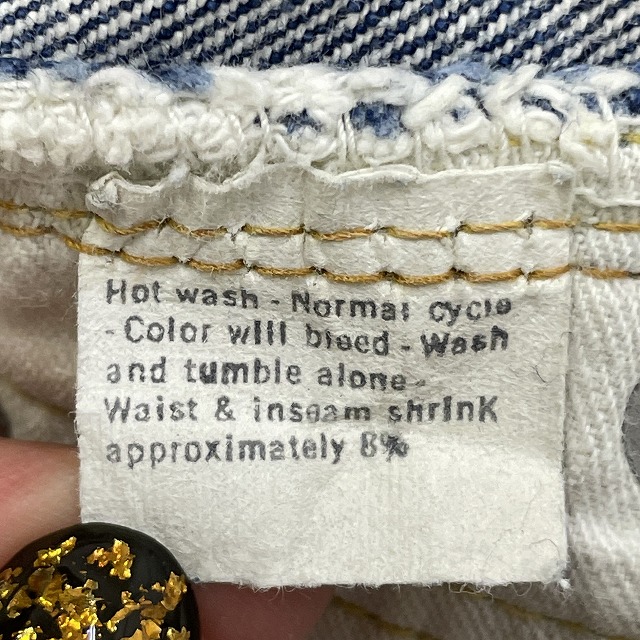 Hot wash - Normal cycle
- Color will bleed - Wash
and tumble alone -
Waist & inseam shrink
approximately 8%